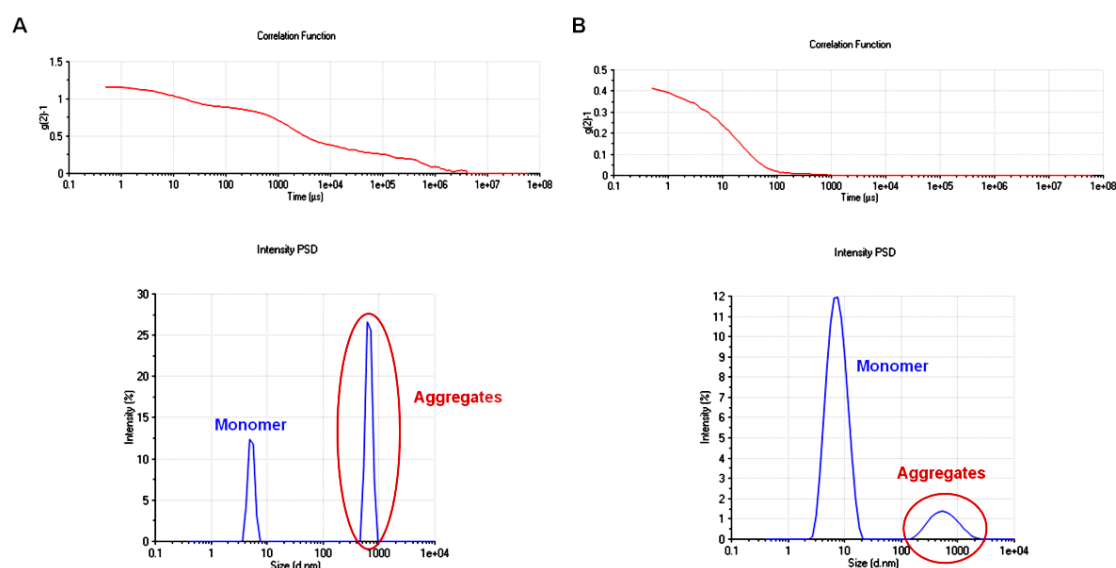 A
Correlation Function
1.5
1
0.5
0
g(2)-1
0.1 1 10 100 1000 1e+04 1e+05 1e+06 1e+07 1e+08
Time (µs)
Intensity PSD
30
25
20
15
10
5
0
Intensity (%)
Monomer
Aggregates
0.1 1 10 100 1000 1e+04
Size (d.nm)
B
Correlation Function
0.5
0.4
0.3
0.2
0.1
0
g(2)-1
0.1 1 10 100 1000 1e+04 1e+05 1e+06 1e+07 1e+08
Time (µs)
Intensity PSD
12
11
10
9
8
7
6
5
4
3
2
1
0
Intensity (%)
Monomer
Aggregates
0.1 1 10 100 1000 1e+04
Size (d.nm)